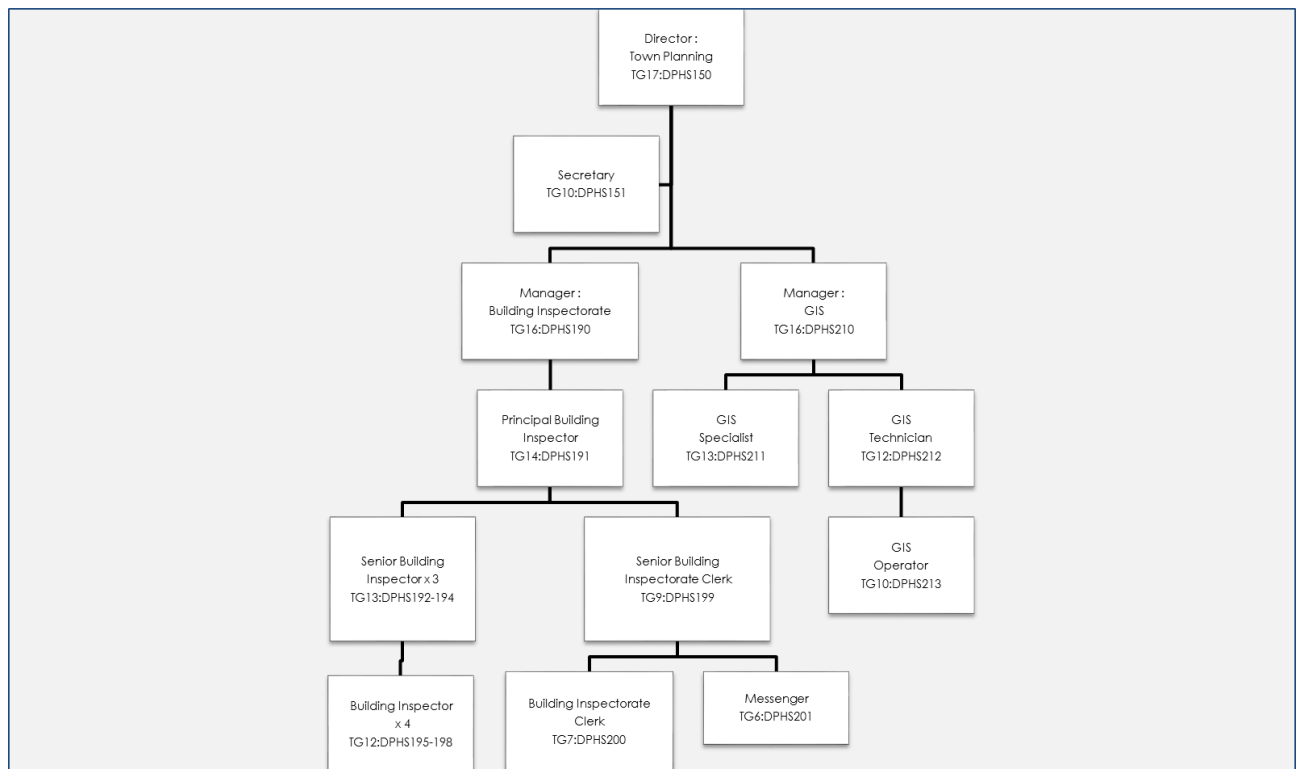 Director :
Town Planning
TG17:DPHS150
Secretary
TG10:DPHS151
Manager :
Building Inspectorate
TG16:DPHS190
Manager :
GIS
TG16:DPHS210
Principal Building
Inspector
TG14:DPHS191
GIS
Specialist
TG13:DPHS211
GIS
Technician
TG12:DPHS212
Senior Building
Inspector x 3
TG13:DPHS192-194
Senior Building
Inspectorate Clerk
TG9:DPHS199
GIS
Operator
TG10:DPHS213
Building Inspector
x 4
TG12:DPHS195-198
Building Inspectorate
Clerk
TG7:DPHS200
Messenger
TG6:DPHS201